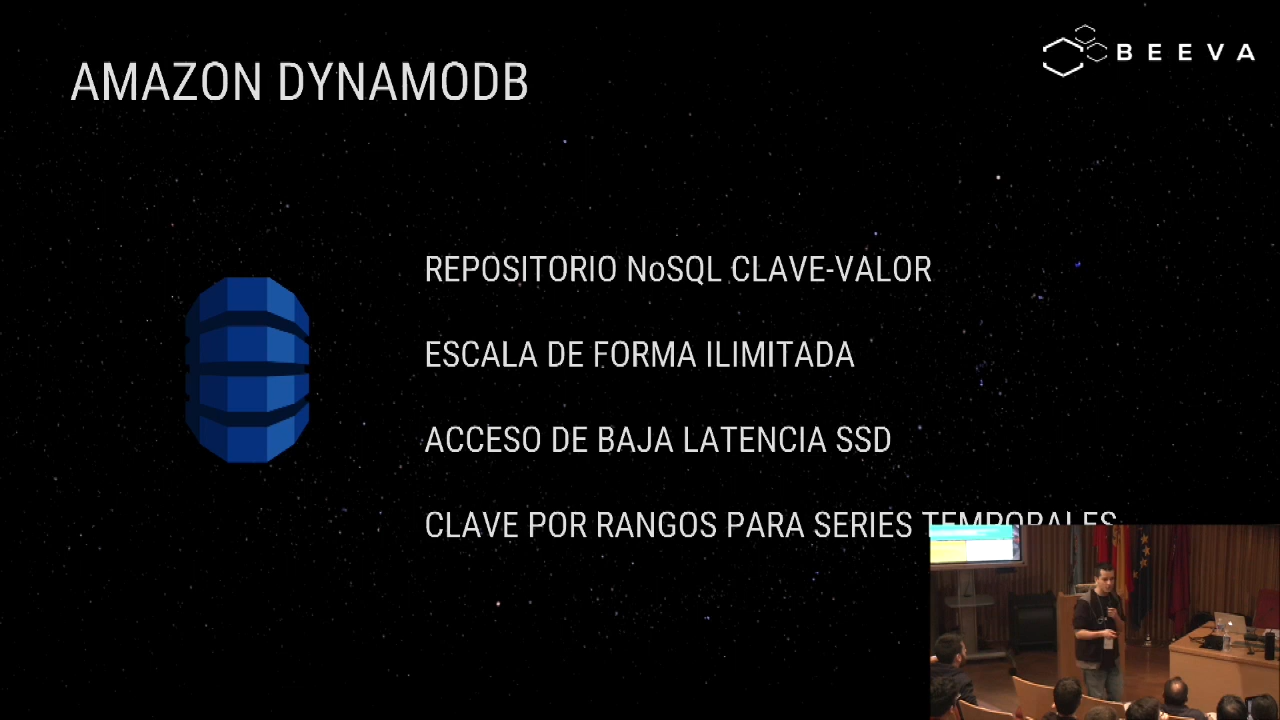 AMAZON DYNAMODB
BEEVA
REPOSITORIO NoSQL CLAVE-VALOR
ESCALA DE FORMA ILIMITADA
ACCESO DE BAJA LATENCIA SSD
CLAVE POR RANGOS PARA SERIES TEMPORALES